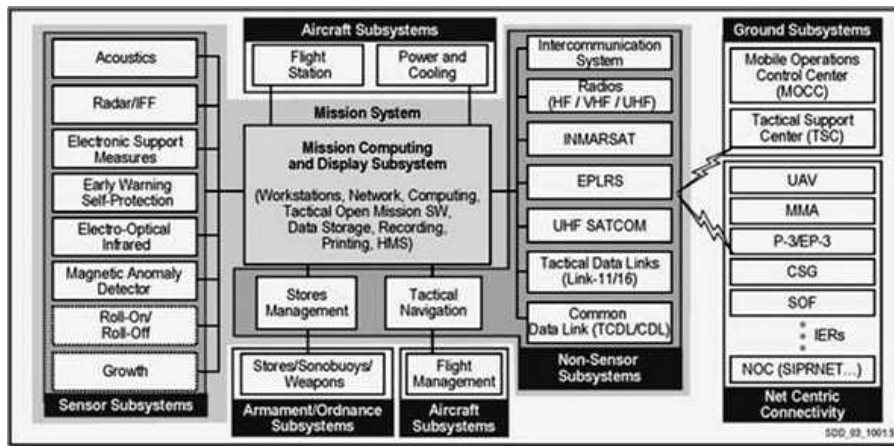 Acoustics
Radar/IFF
Electronic Support
Measures
Early Warning
Self-Protection
Electro-Optical
Infrared
Magnetic Anomaly
Detector
Roll-On/
Roll-Off
Growth
Sensor Subsystems
Aircraft Subsystems
Flight
Station
Power and
Cooling
Mission System
Mission Computing
and Display Subsystem
(Workstations, Network, Computing,
Tactical Open Mission SW,
Data Storage, Recording,
Printing, HMS)
Stores
Management
Tactical
Navigation
Stores/Sonobuoys/
Weapons
Armament/Ordnance
Subsystems
Flight
Management
Aircraft
Subsystems
Intercommunication
System
Radios
(HF / VHF / UHF)
INMARSAT
EPLRS
UHF SATCOM
Tactical Data Links
(Link-11/16)
Common
Data Link (TCDL/CDL)
Non-Sensor
Subsystems
Ground Subsystems
Mobile Operations
Control Center
(MOCC)
Tactical Support
Center (TSC)
UAV
MMA
P-3/EP-3
CSG
SOF
IERs
NOC (SIPRNET...)
Net Centric
Connectivity